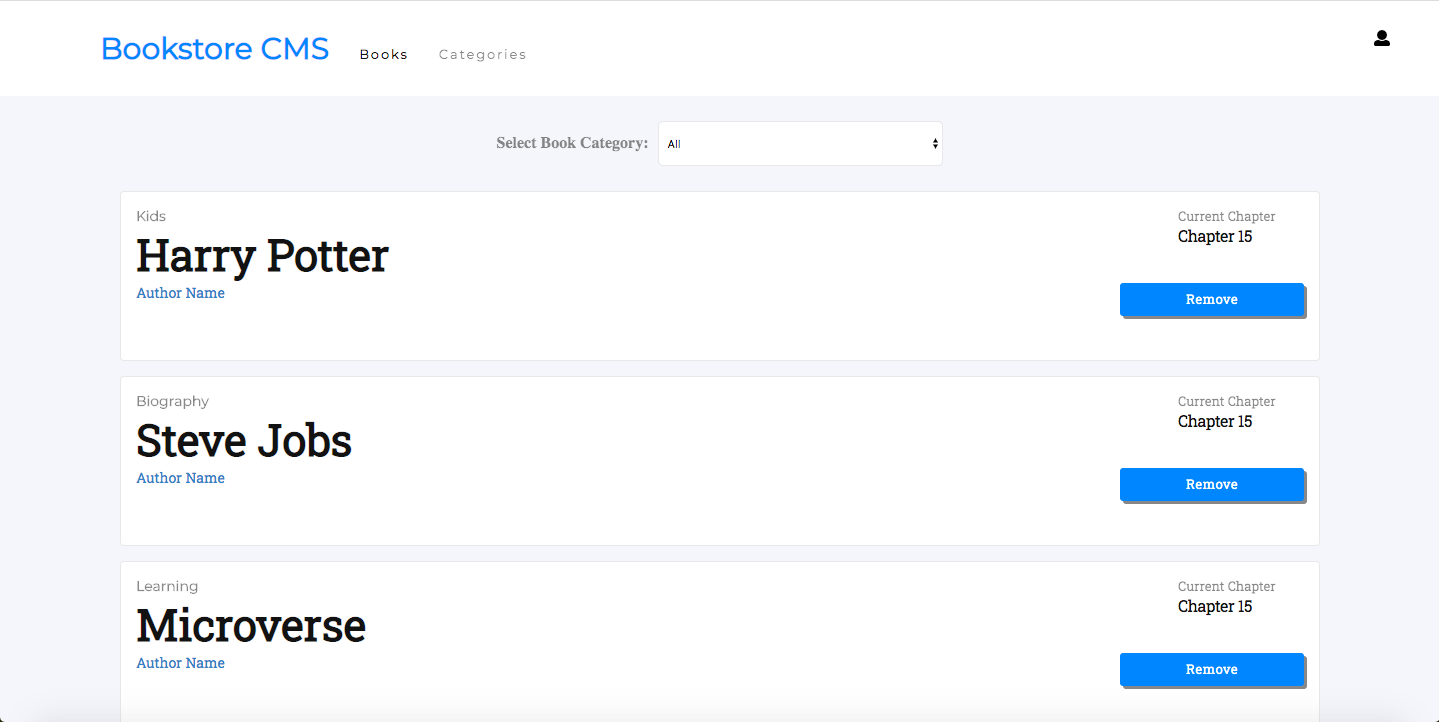 Bookstore CMS Books Categories
Select Book Category: All
Kids
Harry Potter
Author Name
Current Chapter
Chapter 15
Remove
Biography
Steve Jobs
Author Name
Current Chapter
Chapter 15
Remove
Learning
Microverse
Author Name
Current Chapter
Chapter 15
Remove